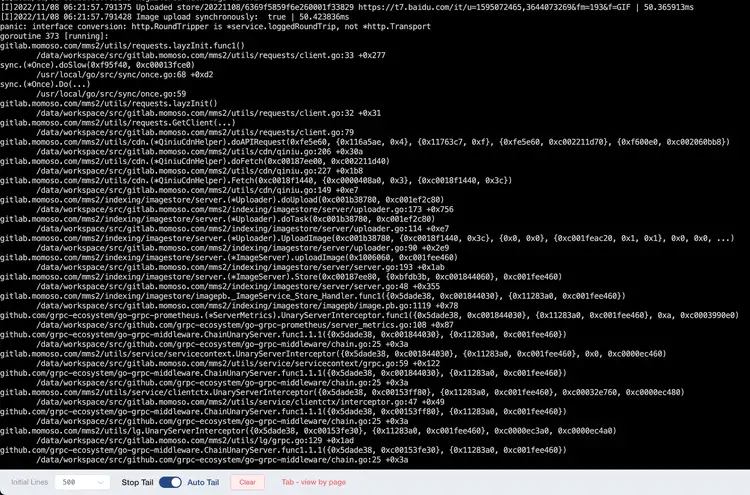 [I]2022/11/08 06:21:57.791315 Uploaded store/20221108/6369f5859f6e260001f33829 https://t7.baidu.com/it/u=1595072465,3644073269&fm=193&f=GIF | 50.365913ms
[I]2022/11/08 06:21:57.791428 Image upload synchronously:  true | 50.423836ms
panic: interface conversion: http.RoundTripper is *service.loggedRoundTrip, not *http.Transport
goroutine 373 [running]:
gitlab.momoso.com/mms2/utils/requests.layzInit.func1()
/data/workspace/src/gitlab.momoso.com/mms2/utils/requests/client.go:33 +0x277
sync.(*Once).doSlow(0xf95f40, 0xc00013fce0)
/usr/local/go/src/sync/once.go:68 +0xd2
sync.(*Once).Do(...)
/usr/local/go/src/sync/once.go:59
gitlab.momoso.com/mms2/utils/requests.layzInit()
/data/workspace/src/gitlab.momoso.com/mms2/utils/requests/client.go:32 +0x31
gitlab.momoso.com/mms2/utils/requests.GetClient(...)
/data/workspace/src/gitlab.momoso.com/mms2/utils/requests/client.go:79
gitlab.momoso.com/mms2/utils/cdn.(*QiniuCdnHelper).doAPIRequest(0xfe5e60, {0x116a5ae, 0x4}, {0x11763c7, 0xf}, {0xfe5e60, 0xc002211d70}, {0xf600e0, 0xc002060bb8})
/data/workspace/src/gitlab.momoso.com/mms2/utils/cdn/qiniu.go:206 +0x30a
gitlab.momoso.com/mms2/utils/cdn.(*QiniuCdnHelper).doFetch(0xc00187ee00, 0xc002211d40)
/data/workspace/src/gitlab.momoso.com/mms2/utils/cdn/qiniu.go:227 +0x1b8
gitlab.momoso.com/mms2/utils/cdn.(*QiniuCdnHelper).Fetch(0xc0018f1440, {0xc0000408a0, 0x3}, {0xc0018f1440, 0x3c})
/data/workspace/src/gitlab.momoso.com/mms2/utils/cdn/qiniu.go:149 +0xe7
gitlab.momoso.com/mms2/indexing/imagestore/server.(*Uploader).doUpload(0xc001b38780, 0xc001ef2c80)
/data/workspace/src/gitlab.momoso.com/mms2/indexing/imagestore/server/uploader.go:173 +0x756
gitlab.momoso.com/mms2/indexing/imagestore/server.(*Uploader).doTask(0xc001b38780, 0xc001ef2c80)
/data/workspace/src/gitlab.momoso.com/mms2/indexing/imagestore/server/uploader.go:114 +0xe7
gitlab.momoso.com/mms2/indexing/imagestore/server.(*Uploader).UploadImage(0xc001b38780, {0xc0018f1440, 0x3c}, {0x0, 0x0}, {0xc001feac20, 0x1, 0x1}, 0x0, 0x0, ...)
/data/workspace/src/gitlab.momoso.com/mms2/indexing/imagestore/server/uploader.go:90 +0x2e9
gitlab.momoso.com/mms2/indexing/imagestore/server.(*ImageServer).uploadImage(0x1006060, 0xc001fee460)
/data/workspace/src/gitlab.momoso.com/mms2/indexing/imagestore/server/server.go:193 +0x1ab
gitlab.momoso.com/mms2/indexing/imagestore/server.(*ImageServer).Store(0xc00187ee00, {0xbfdb3b, 0xc001844060}, 0xc001fee460)
/data/workspace/src/gitlab.momoso.com/mms2/indexing/imagestore/server/server.go:48 +0x355
gitlab.momoso.com/mms2/indexing/imagestore/imagepb._ImageService_Store_Handler.func1({0x5dade38, 0xc001844030}, {0x11283a0, 0xc001fee460})
/data/workspace/src/gitlab.momoso.com/mms2/indexing/imagestore/imagepb/image.pb.go:1119 +0x78
github.com/grpc-ecosystem/go-grpc-prometheus.(*ServerMetrics).UnaryServerInterceptor.func1({0x5dade38, 0xc001844030}, {0x11283a0, 0xc001fee460}, 0xa, 0xc0003990e0)
/data/workspace/src/github.com/grpc-ecosystem/go-grpc-prometheus/server_metrics.go:108 +0x87
github.com/grpc-ecosystem/go-grpc-middleware.ChainUnaryServer.func1.1.1({0x5dade38, 0xc001844030}, {0x11283a0, 0xc001fee460})
/data/workspace/src/github.com/grpc-ecosystem/go-grpc-middleware/chain.go:25 +0x3a
gitlab.momoso.com/mms2/utils/service/servicecontext.UnaryServerInterceptor({0x5dade38, 0xc001844030}, {0x11283a0, 0xc001fee460}, 0x0, 0xc0000ec460)
/data/workspace/src/gitlab.momoso.com/mms2/utils/service/servicecontext/grpc.go:59 +0x122
github.com/grpc-ecosystem/go-grpc-middleware.ChainUnaryServer.func1.1.1({0x5dade38, 0xc001844030}, {0x11283a0, 0xc001fee460})
/data/workspace/src/github.com/grpc-ecosystem/go-grpc-middleware/chain.go:25 +0x3a
gitlab.momoso.com/mms2/utils/service/clientctx.UnaryServerInterceptor({0x5dade38, 0xc00153ff80}, {0x11283a0, 0xc001fee460}, 0xc00032e760, 0xc0000ec480)
/data/workspace/src/gitlab.momoso.com/mms2/utils/service/clientctx/interceptor.go:47 +0x49
github.com/grpc-ecosystem/go-grpc-middleware.ChainUnaryServer.func1.1.1({0x5dade38, 0xc00153ff80}, {0x11283a0, 0xc001fee460})
/data/workspace/src/github.com/grpc-ecosystem/go-grpc-middleware/chain.go:25 +0x3a
gitlab.momoso.com/mms2/utils/lg.UnaryServerInterceptor({0x5dade38, 0xc00153fe30}, {0x11283a0, 0xc001fee460}, 0xc0000ec3a0, 0xc0000ec4a0)
/data/workspace/src/gitlab.momoso.com/mms2/utils/lg/grpc.go:129 +0x1ad
github.com/grpc-ecosystem/go-grpc-middleware.ChainUnaryServer.func1.1.1({0x5dade38, 0xc00153fe30}, {0x11283a0, 0xc001fee460})
/data/workspace/src/github.com/grpc-ecosystem/go-grpc-middleware/chain.go:25 +0x3a
Initial Lines 500 Stop Tail Auto Tail Clear Tab - view by page